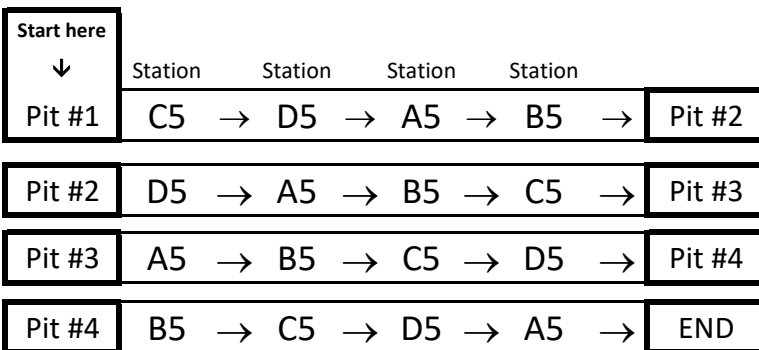 Start here
↓
Station Station Station Station
Pit #1 C5 → D5 → A5 → B5 → Pit #2
Pit #2 D5 → A5 → B5 → C5 → Pit #3
Pit #3 A5 → B5 → C5 → D5 → Pit #4
Pit #4 B5 → C5 → D5 → A5 → END